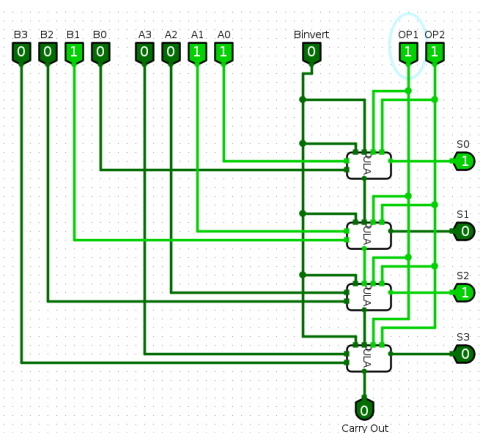 B3 B2 B1 B0 A3 A2 A1 A0 Binvert OP1 OP2
0 0 1 0 0 0 1 1 0 1 1
S0
ULA 1
S1
ULA 0
S2
ULA 1
S3
ULA 0
0
Carry Out